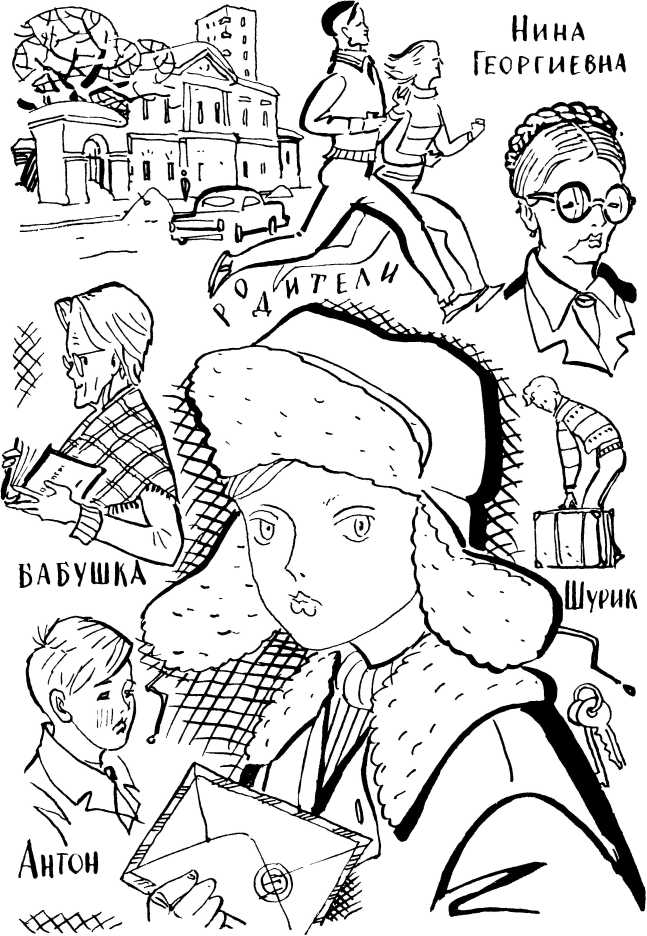 Нина
Георгиевна
РОДИТЕЛИ
БАБУШКА
Шурик
Антон